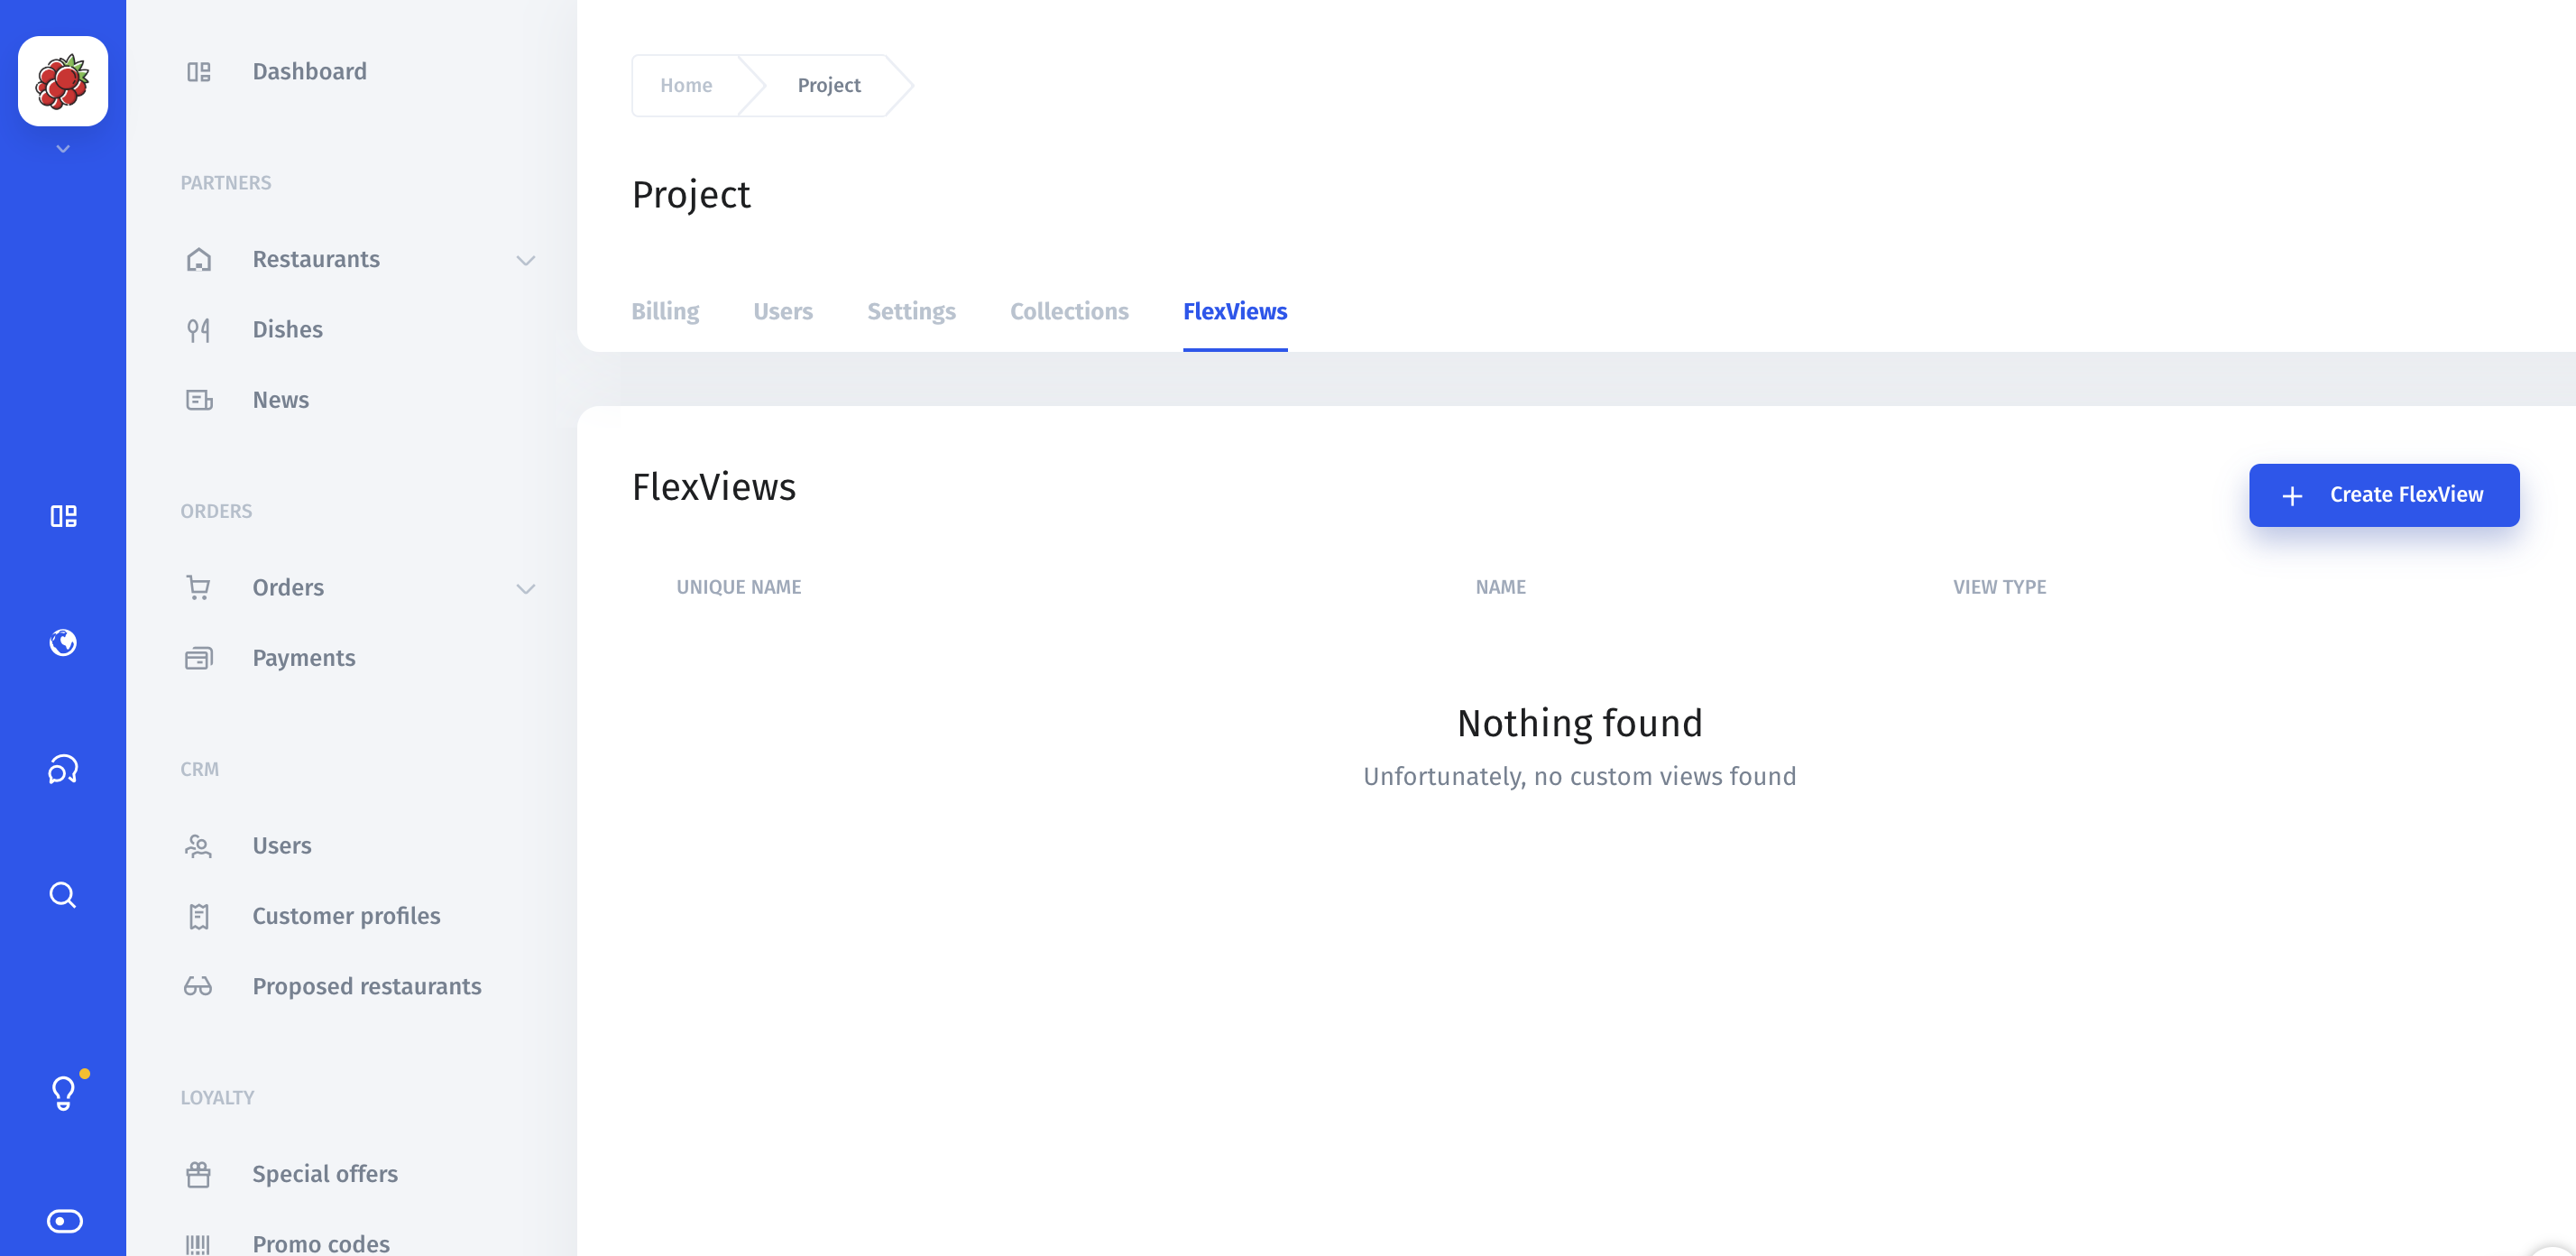 Dashboard
PARTNERS
Restaurants
Dishes
News
ORDERS
Orders
Payments
CRM
Users
Customer profiles
Proposed restaurants
LOYALTY
Special offers
Promo codes
Home Project
Project
Billing Users Settings Collections FlexViews
FlexViews
Create FlexView
UNIQUE NAME NAME VIEW TYPE
Nothing found
Unfortunately, no custom views found